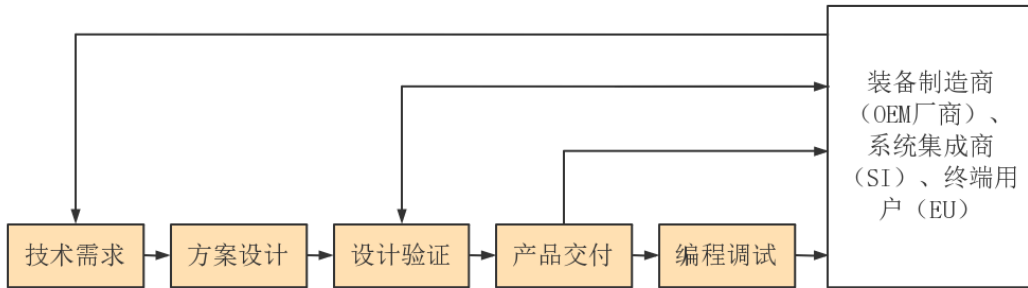 装备制造商
（OEM厂商）、
系统集成商
（SI）、终端用
户（EU）
技术需求
方案设计
设计验证
产品交付
编程调试